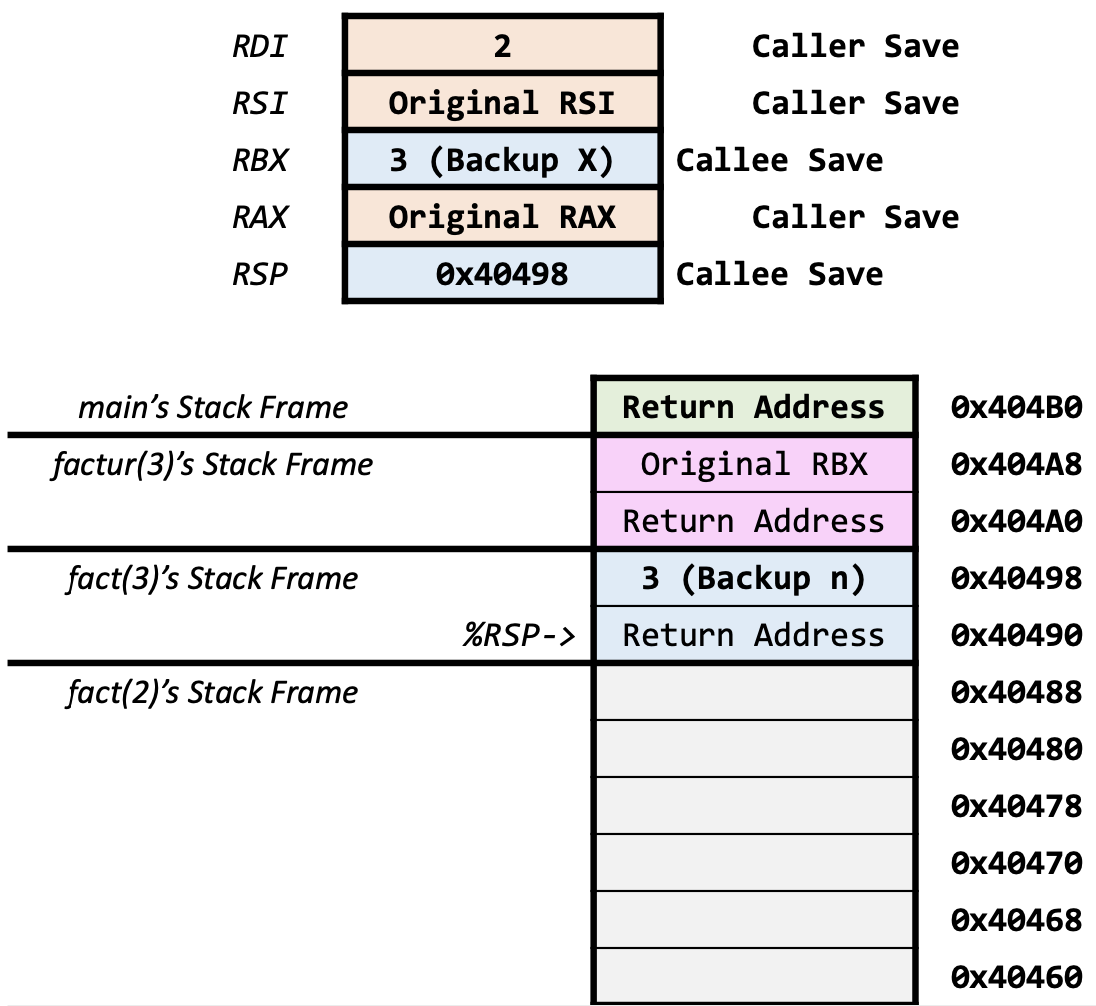 RDI 2 Caller Save
RSI Original RSI Caller Save
RBX 3 (Backup X) Callee Save
RAX Original RAX Caller Save
RSP 0x40498 Callee Save
main's Stack Frame Return Address 0x404B0
factur(3)'s Stack Frame Original RBX 0x404A8
Return Address 0x404A0
fact(3)'s Stack Frame 3 (Backup n) 0x40498
%RSP-> Return Address 0x40490
fact(2)'s Stack Frame 0x40488
0x40480
0x40478
0x40470
0x40468
0x40460